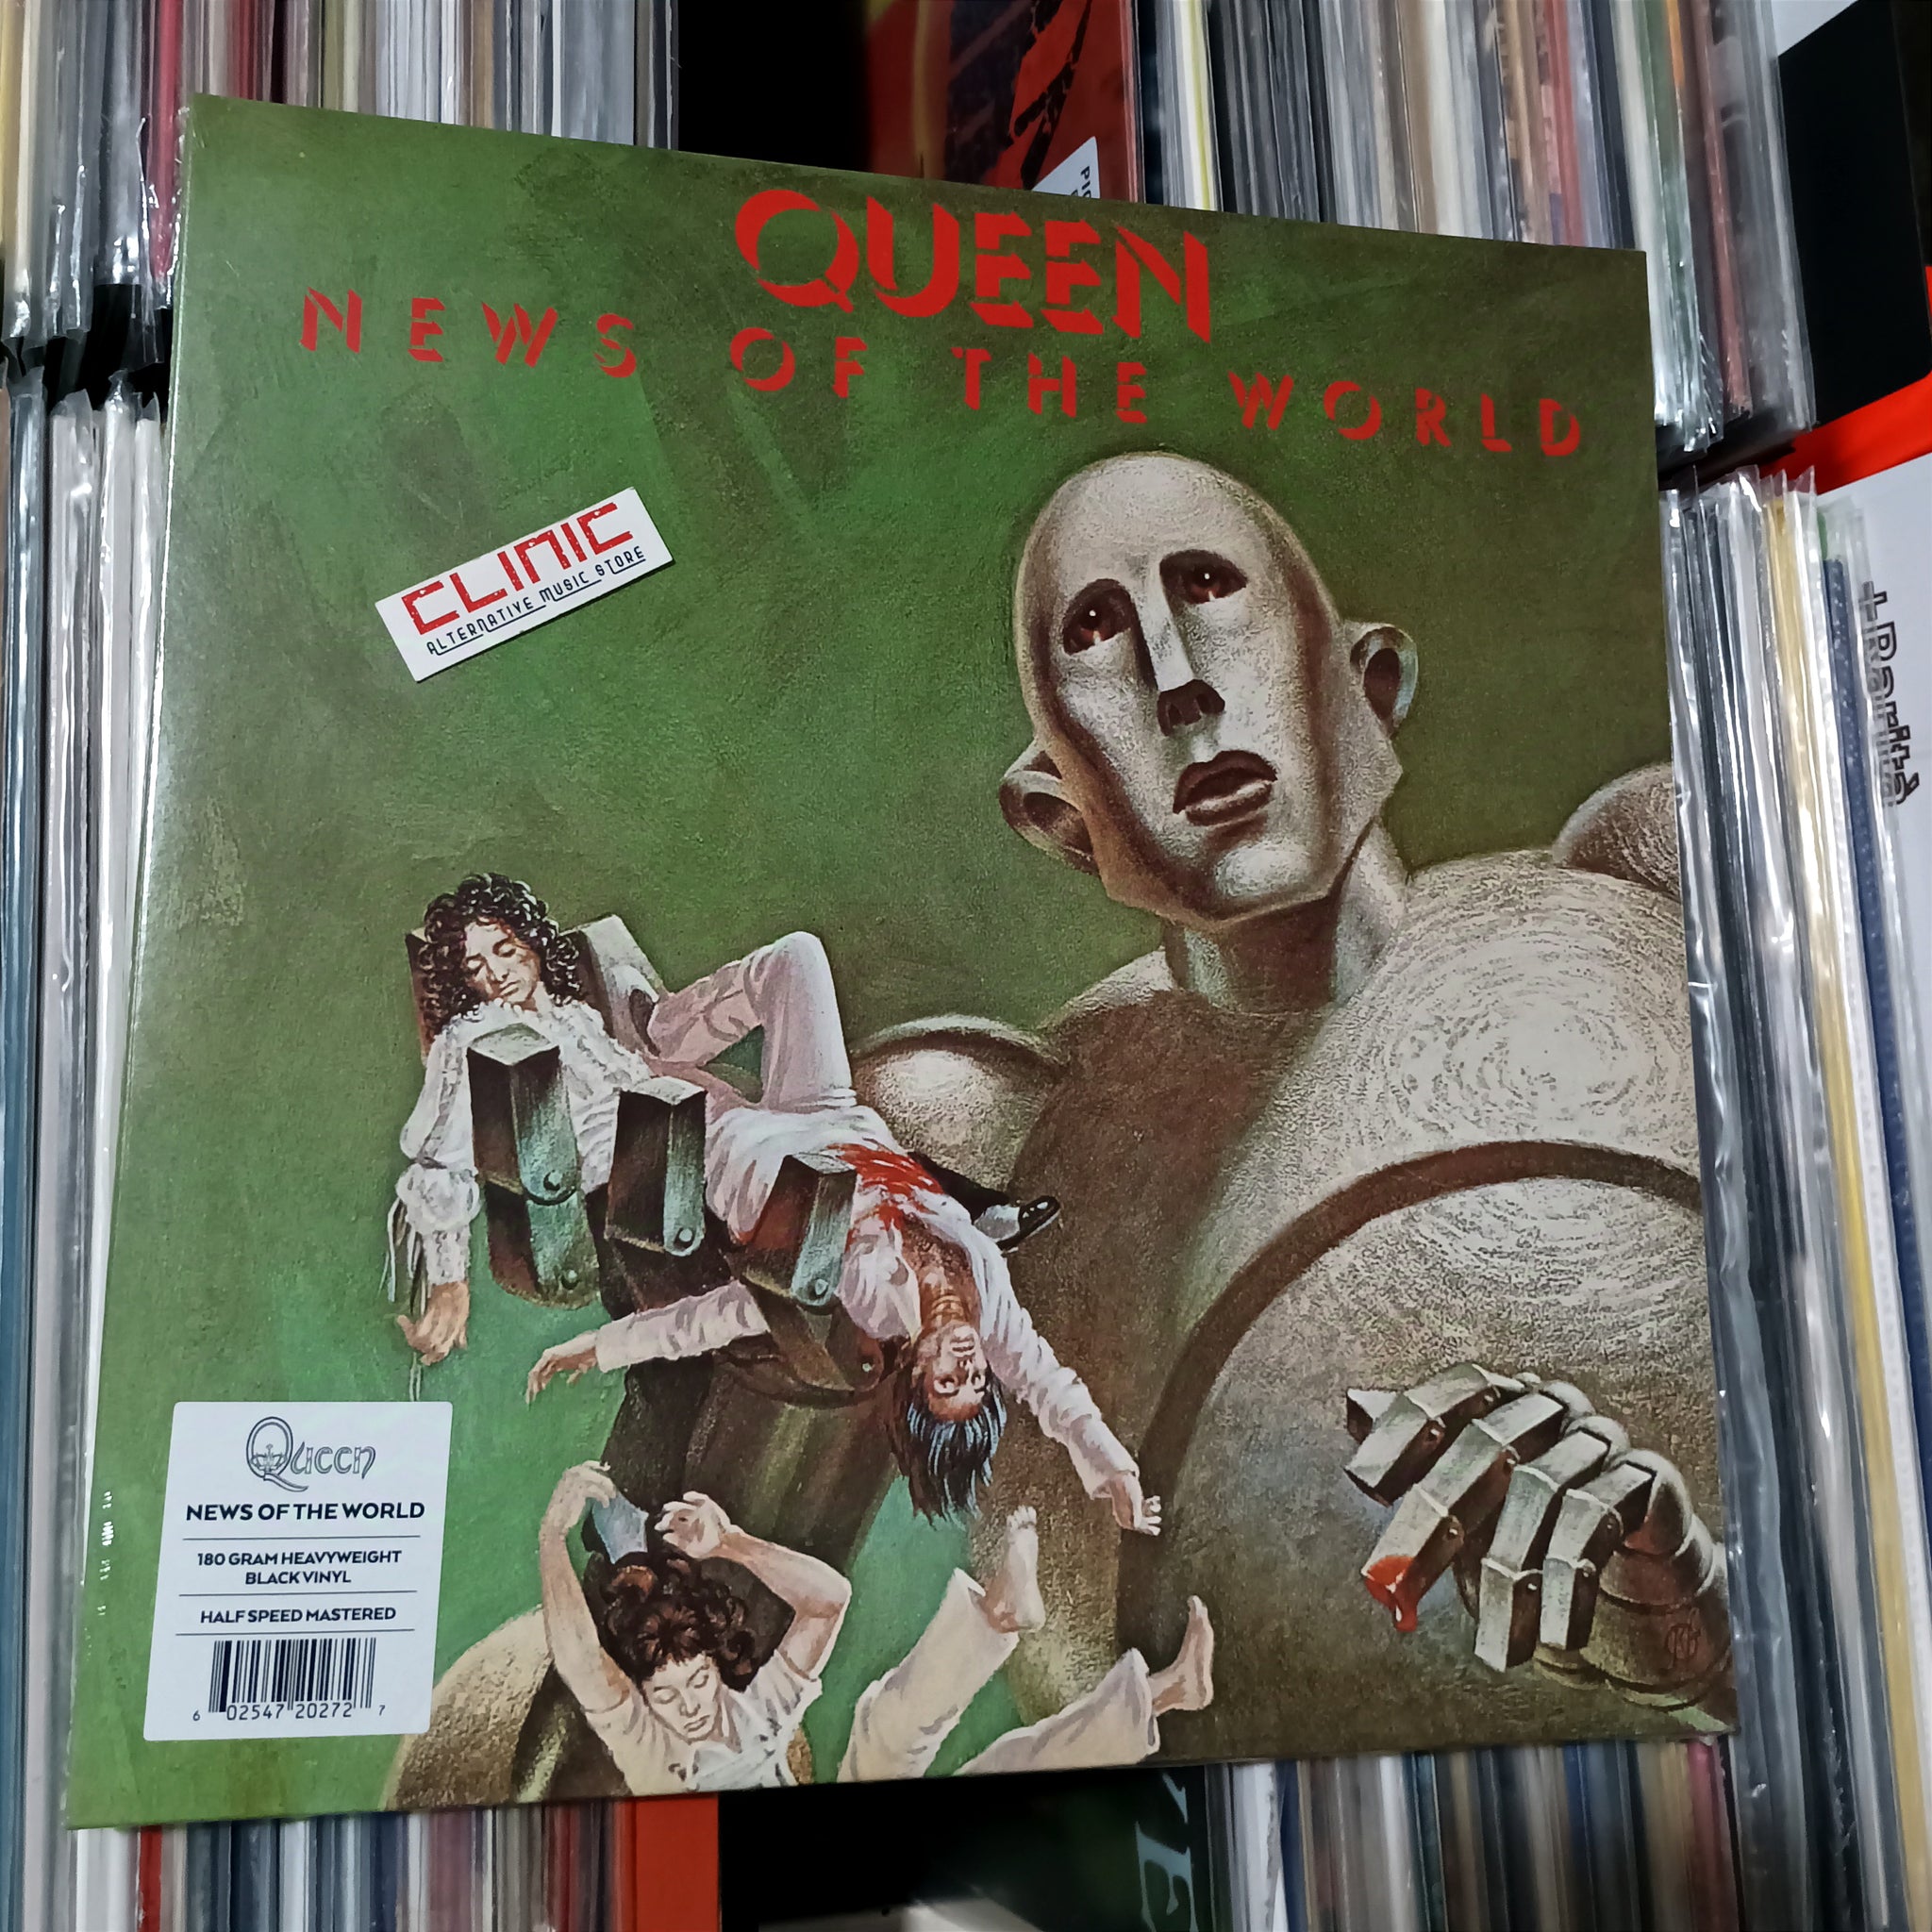 QUEEN
NEWS OF THE WORLD
CLINIC
ALTERNATIVE MUSIC STORE
Queen
NEWS OF THE WORLD
180 GRAM HEAVYWEIGHT
BLACK VINYL
HALF SPEED MASTERED
6 02547 20272 7